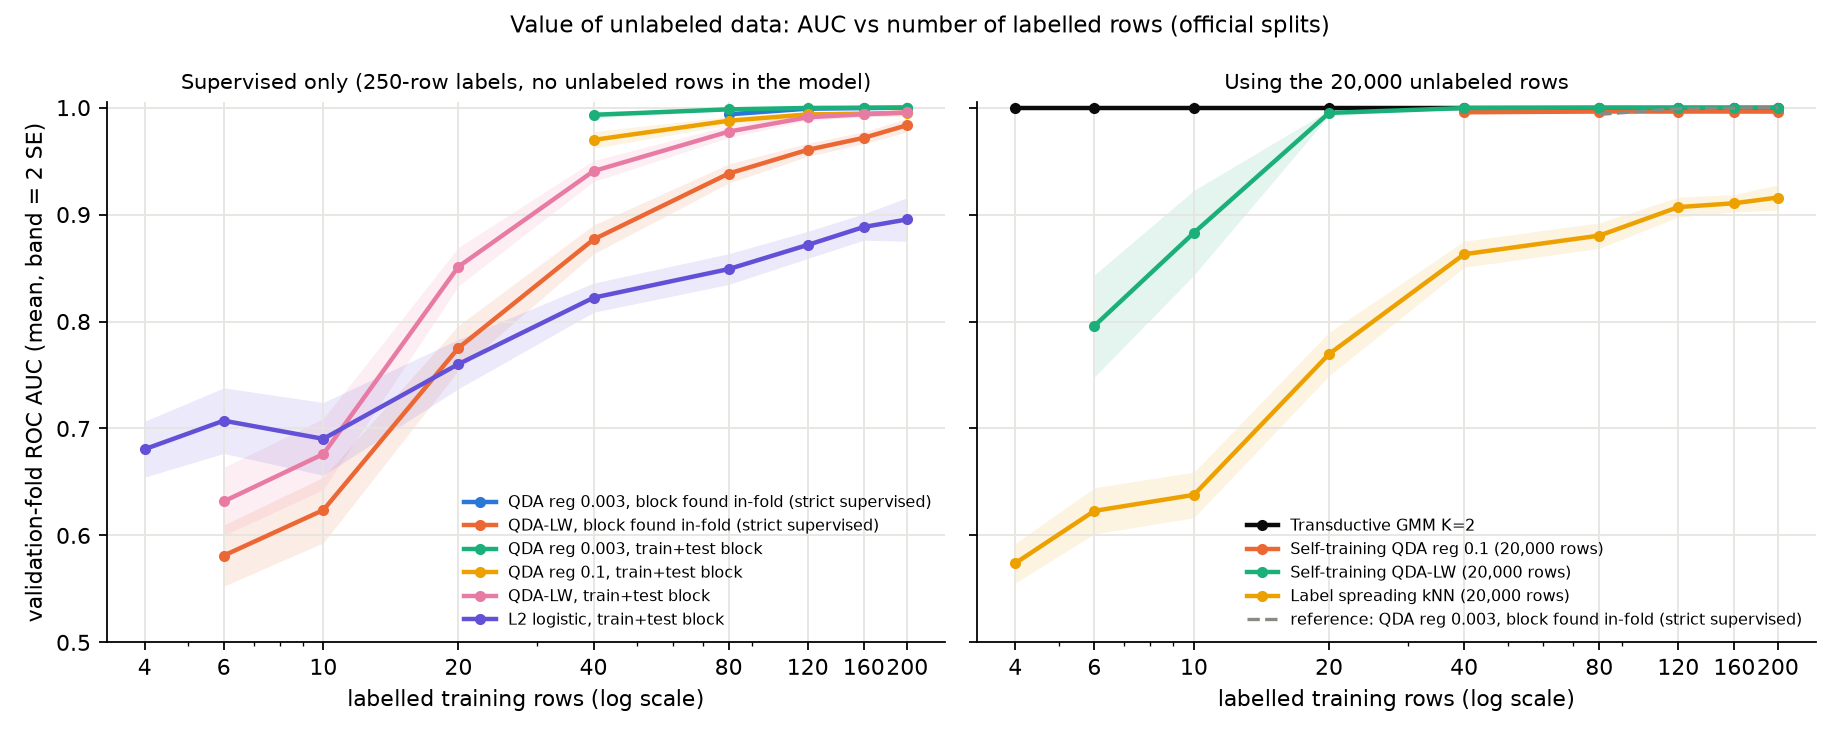 Value of unlabeled data: AUC vs number of labelled rows (official splits)
Supervised only (250-row labels, no unlabeled rows in the model)
validation-fold ROC AUC (mean, band = 2 SE)
1.0
0.9
0.8
0.7
0.6
0.5
QDA reg 0.003, block found in-fold (strict supervised)
QDA-LW, block found in-fold (strict supervised)
QDA reg 0.003, train+test block
QDA reg 0.1, train+test block
QDA-LW, train+test block
L2 logistic, train+test block
4 6 10 20 40 80 120 160 200
labelled training rows (log scale)
Using the 20,000 unlabeled rows
Transductive GMM K=2
Self-training QDA reg 0.1 (20,000 rows)
Self-training QDA-LW (20,000 rows)
Label spreading kNN (20,000 rows)
reference: QDA reg 0.003, block found in-fold (strict supervised)
4 6 10 20 40 80 120 160 200
labelled training rows (log scale)